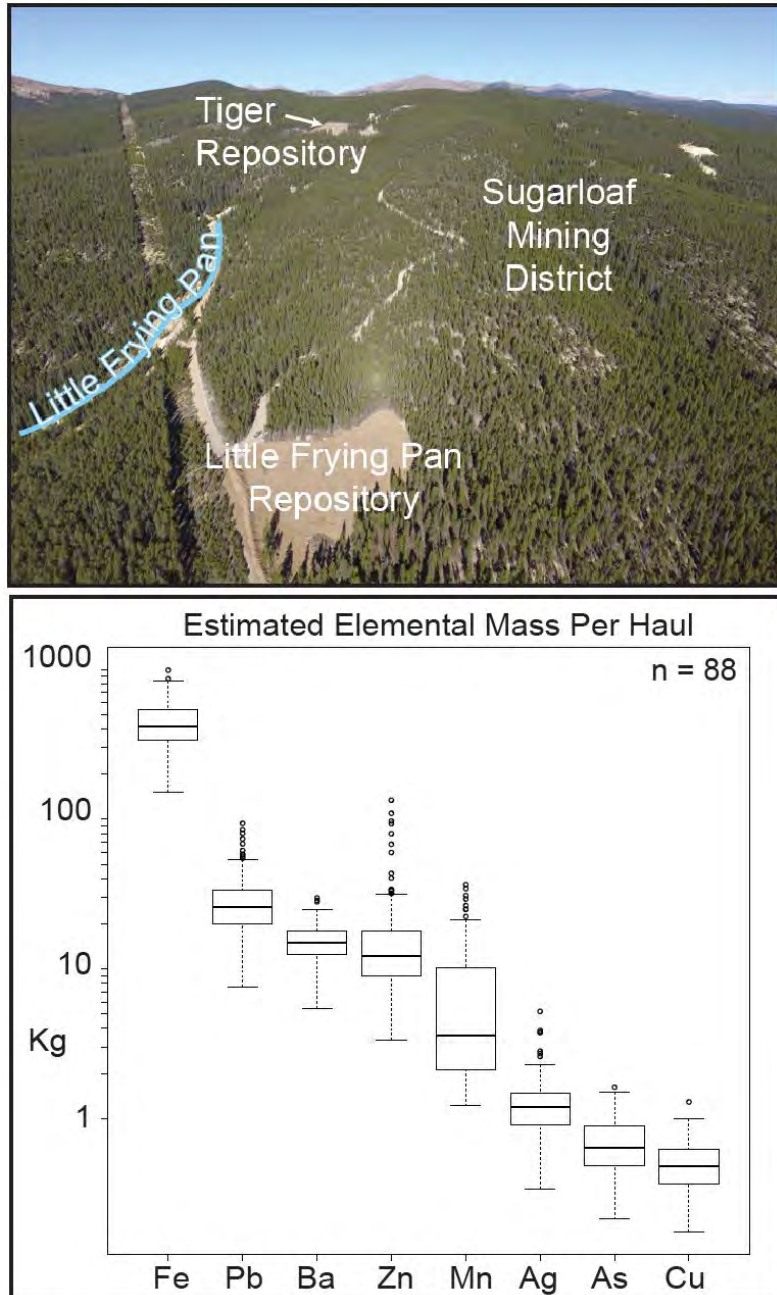 Tiger
Repository
Sugarloaf
Mining
District
Little Frying Pan
Little Frying Pan
Repository
Estimated Elemental Mass Per Haul
n = 88
1000
100
10
Kg
1
Fe Pb Ba Zn Mn Ag As Cu